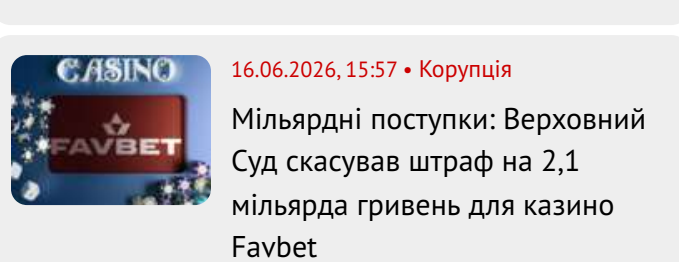 CASINO
FAVBET
16.06.2026, 15:57 • Корупція
Мільярдні поступки: Верховний
Суд скасував штраф на 2,1
мільярда гривень для казино
Favbet